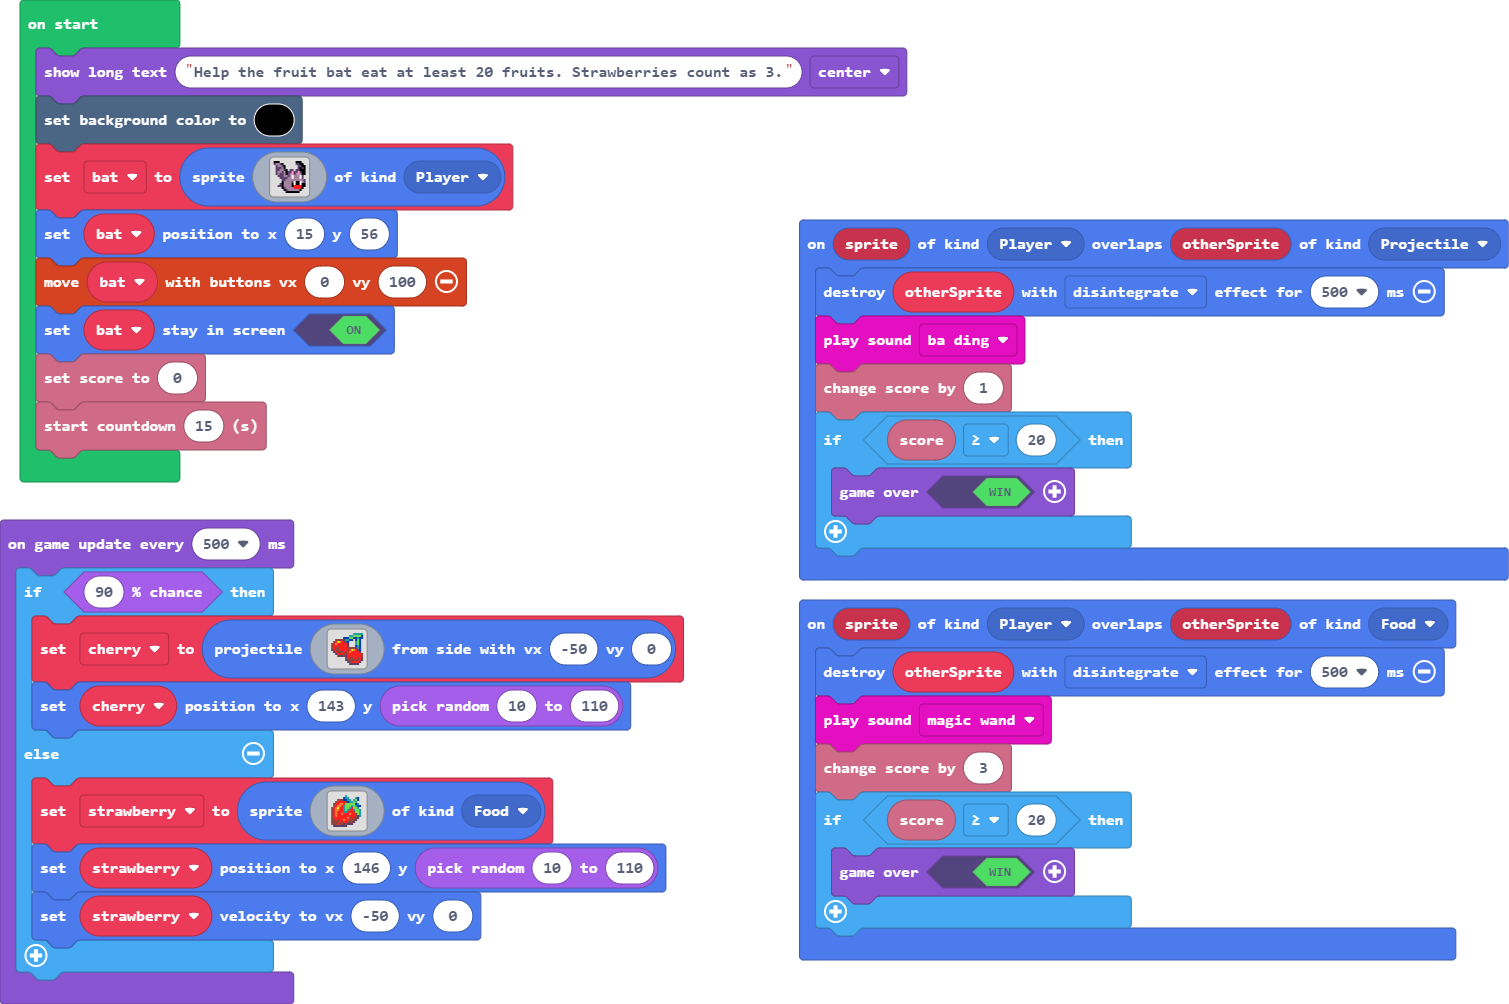 on start
show long text "Help the fruit bat eat at least 20 fruits. Strawberries count as 3." center
set background color to
set bat to sprite of kind Player
set bat position to x 15 y 56
move bat with buttons vx 0 vy 100
set bat stay in screen ON
set score to 0
start countdown 15 (s)
on game update every 500 ms
if 90 % chance then
set cherry to projectile from side with vx -50 vy 0
set cherry position to x 143 y pick random 10 to 110
else
set strawberry to sprite of kind Food
set strawberry position to x 146 y pick random 10 to 110
set strawberry velocity to vx -50 vy 0
on sprite of kind Player overlaps otherSprite of kind Projectile
destroy otherSprite with disintegrate effect for 500 ms
play sound ba ding
change score by 1
if score ≥ 20 then
game over WIN
on sprite of kind Player overlaps otherSprite of kind Food
destroy otherSprite with disintegrate effect for 500 ms
play sound magic wand
change score by 3
if score ≥ 20 then
game over WIN